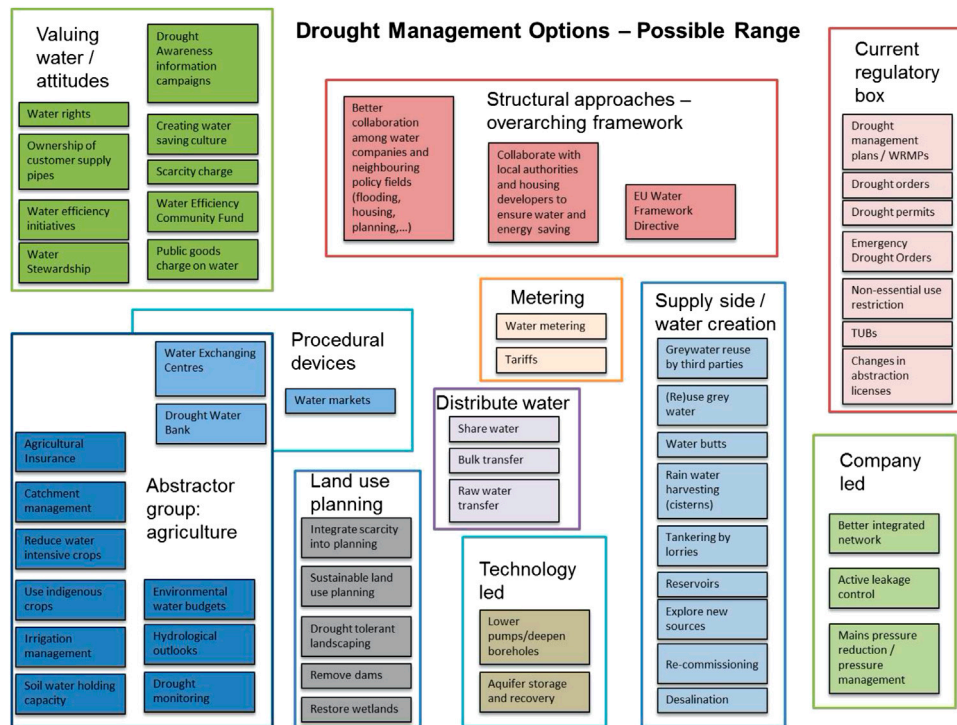 Drought Management Options – Possible Range
Valuing
water /
attitudes
Water rights
Ownership of
customer supply
pipes
Water efficiency
initiatives
Water
Stewardship
Drought
Awareness
information
campaigns
Creating water
saving culture
Scarcity charge
Water Efficiency
Community Fund
Public goods
charge on water
Structural approaches –
overarching framework
Better
collaboration
among water
companies and
neighbouring
policy fields
(flooding,
housing,
planning,...)
Collaborate with
local authorities
and housing
developers to
ensure water and
energy saving
EU Water
Framework
Directive
Current
regulatory
box
Drought
management
plans / WRMPs
Drought orders
Drought permits
Emergency
Drought Orders
Non-essential use
restriction
TUBs
Changes in
abstraction
licenses
Procedural
devices
Water Exchanging
Centres
Drought Water
Bank
Water markets
Metering
Water metering
Tariffs
Supply side /
water creation
Greywater reuse
by third parties
(Re)use grey
water
Water butts
Rain water
harvesting
(cisterns)
Tankering by
lorries
Reservoirs
Explore new
sources
Re-commissioning
Desalination
Distribute water
Share water
Bulk transfer
Raw water
transfer
Abstractor
group:
agriculture
Agricultural
Insurance
Catchment
management
Reduce water
intensive crops
Use indigenous
crops
Irrigation
management
Soil water holding
capacity
Environmental
water budgets
Hydrological
outlooks
Drought
monitoring
Land use
planning
Integrate scarcity
into planning
Sustainable land
use planning
Drought tolerant
landscaping
Remove dams
Restore wetlands
Technology
led
Lower
pumps/deepen
boreholes
Aquifer storage
and recovery
Company
led
Better integrated
network
Active leakage
control
Mains pressure
reduction /
pressure
management